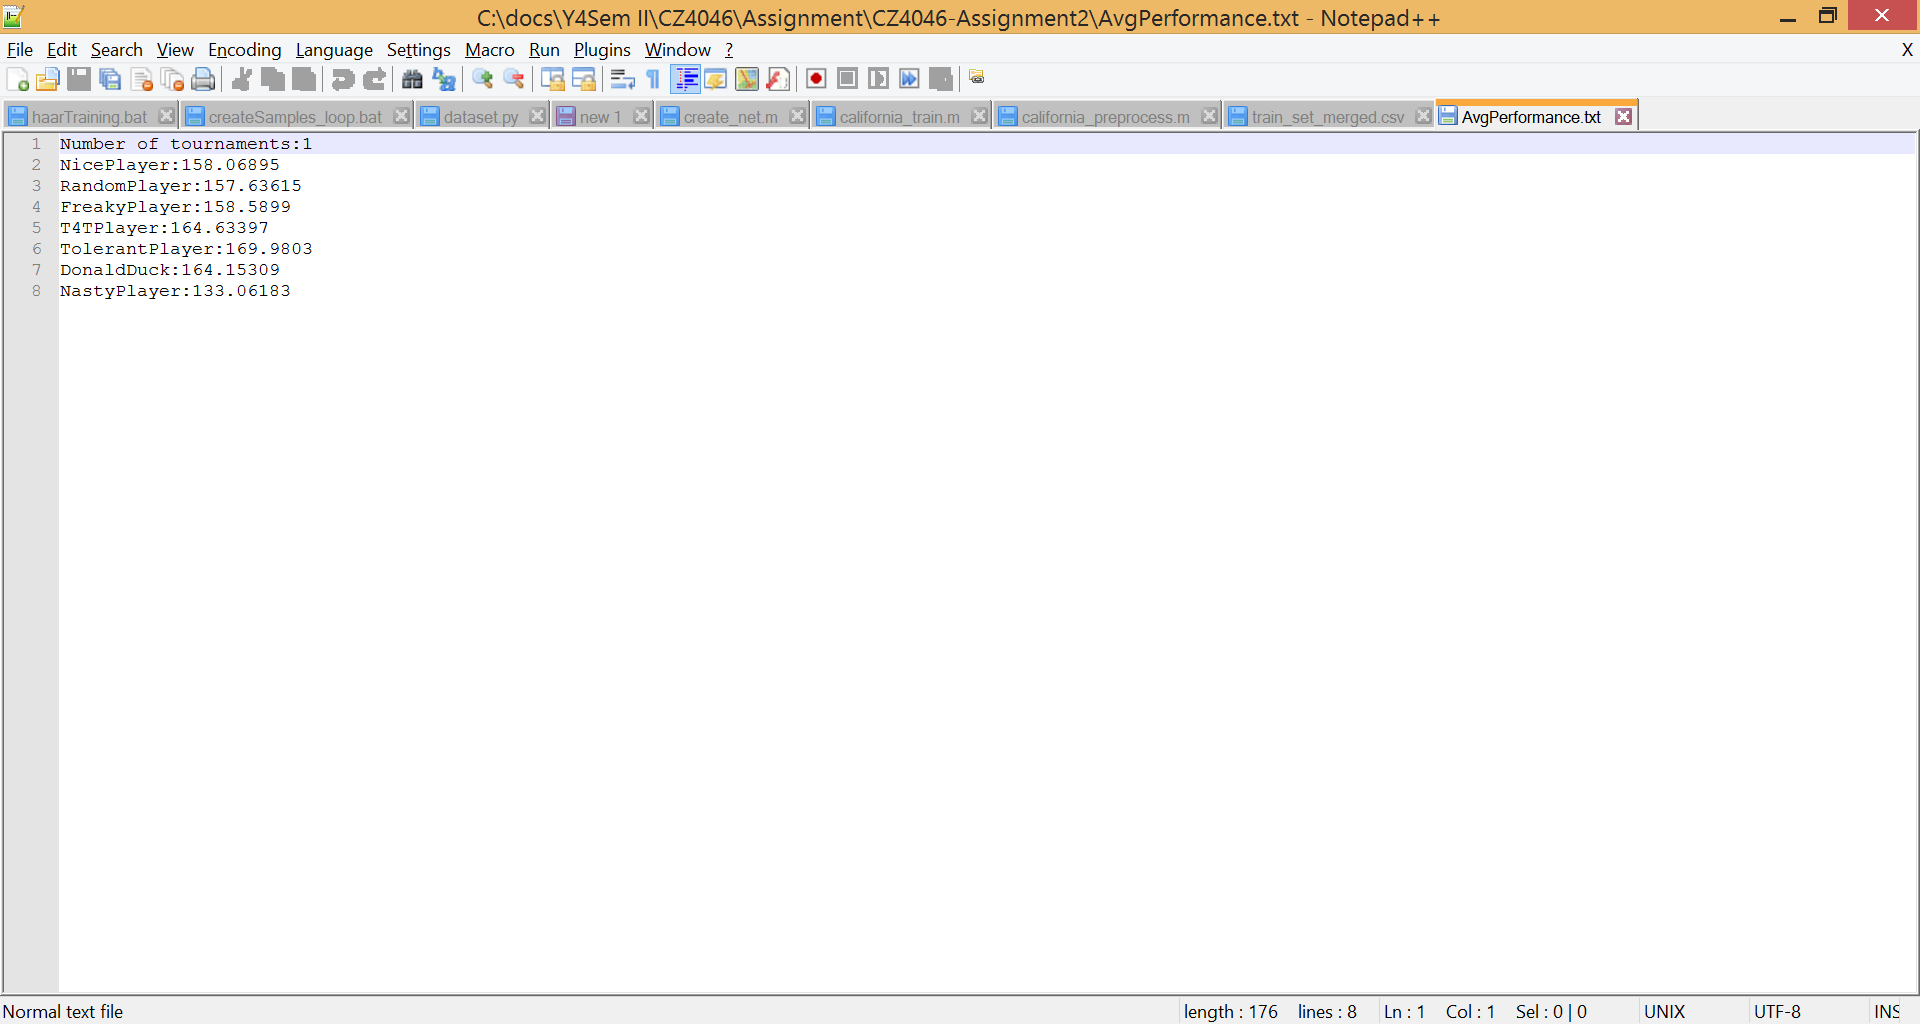 C:\docs\Y4Sem II\CZ4046\Assignment\CZ4046-Assignment2\AvgPerformance.txt - Notepad++
File Edit Search View Encoding Language Settings Macro Run Plugins Window ? X
haarTraining.bat createSamples_loop.bat dataset.py new 1 create_net.m california_train.m california_preprocess.m train_set_merged.csv AvgPerformance.txt
1 Number of tournaments:1
2 NicePlayer:158.06895
3 RandomPlayer:157.63615
4 FreakyPlayer:158.5899
5 T4TPlayer:164.63397
6 TolerantPlayer:169.9803
7 DonaldDuck:164.15309
8 NastyPlayer:133.06183
Normal text file length : 176 lines : 8 Ln : 1 Col : 1 Sel : 0 | 0 UNIX UTF-8 INS